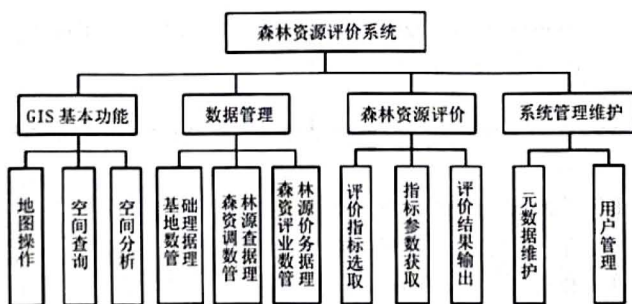 森林资源评价系统
GIS 基本功能
数据管理
森林资源评价
系统管理维护
地图操作
空间查询
空间分析
基础地理数据管理
森林资源调查数据管理
森林资源评价业务数据管理
评价指标选取
指标参数获取
评价结果输出
元数据维护
用户管理